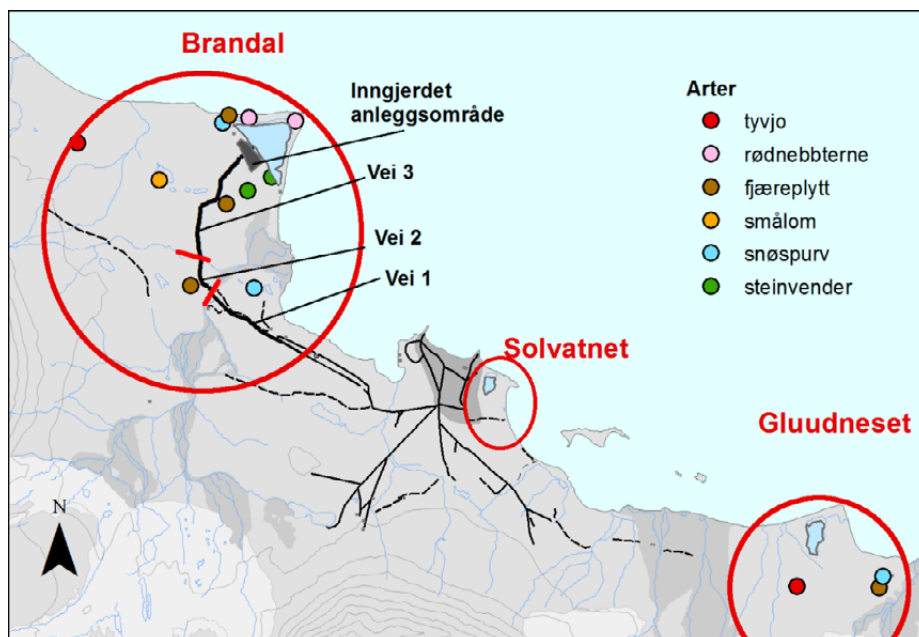 Brandal
Inngjerdet
anleggsområde
Vei 3
Vei 2
Vei 1
Arter
tyvjo
rødnebbterne
fjæreplytt
smålom
snøspurv
steinvender
Solvatnet
Gluudneset
N